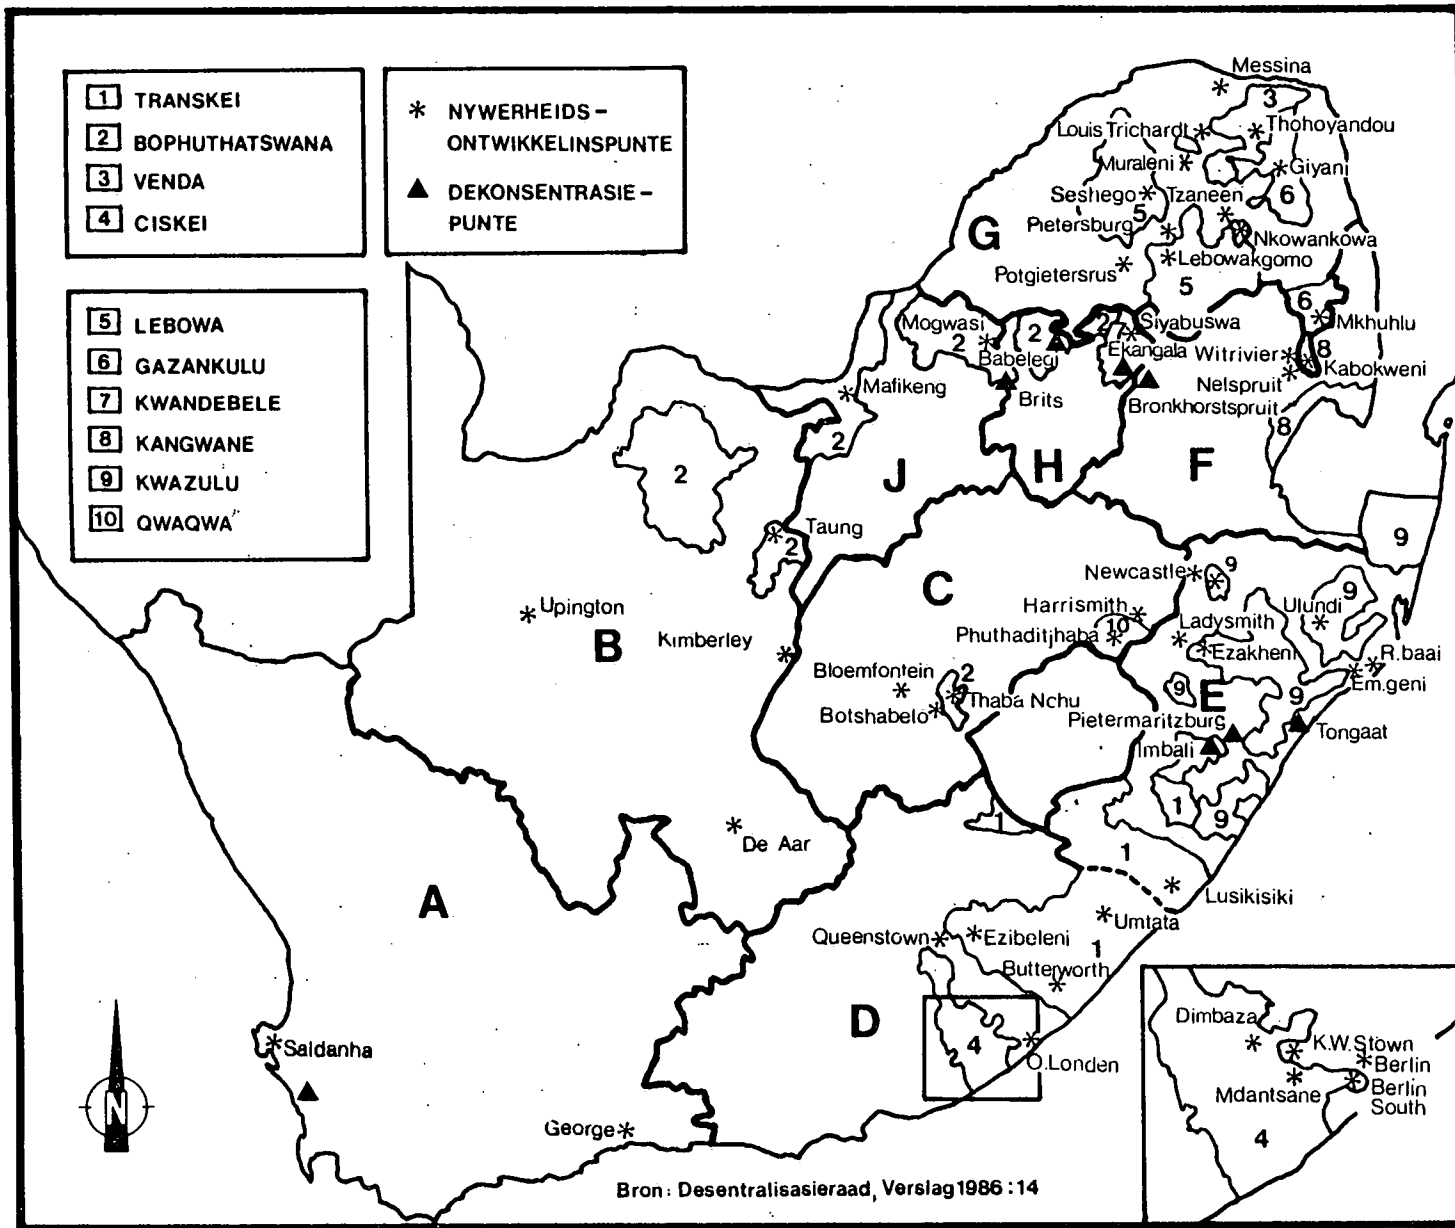 1 TRANSKEI
2 BOPHUTHATSWANA
3 VENDA
4 CISKEI
* NYWERHEIDS-
ONTWIKKELINSPUNTE
▲ DEKONSENTRASIE-
PUNTE
5 LEBOWA
6 GAZANKULU
7 KWANDEBELE
8 KANGWANE
9 KWAZULU
10 QWAQWA
Messina
3
Louis Trichardt
Thohoyandou
Muraleni
Giyani
Seshego
Tzaneen
6
5
Pietersburg
G
Nkowankowa
Lebowakgomo
Potgietersrus
5
6
Mogwasi
2
2
2
7
Siyabuswa
Mkhuhlu
Babelegi
Ekangala
Witrivier
8
Kabokweni
Mafikeng
Brits
Nelspruit
Bronkhorstspruit
8
2
2
J
H
F
Taung
2
9
C
Newcastle
9
Upington
Harrismith
Ulundi
9
10
Ladysmith
B
Kimberley
Phuthaditjhaba
Ezakheni
R.baai
Bloemfontein
2
9
E
9
Em.geni
Botshabelo
Thaba Nchu
Pietermaritzburg
Tongaat
Imbali
1
9
1
De Aar
1
A
Lusikisiki
Umtata
Queenstown
Ezibeleni
1
Butterworth
D
Dimbaza
4
K.W.Stown
Saldanha
O.Londen
Berlin
Mdantsane
Berlin
South
N
4
George
Bron: Desentralisasieraad, Verslag 1986:14